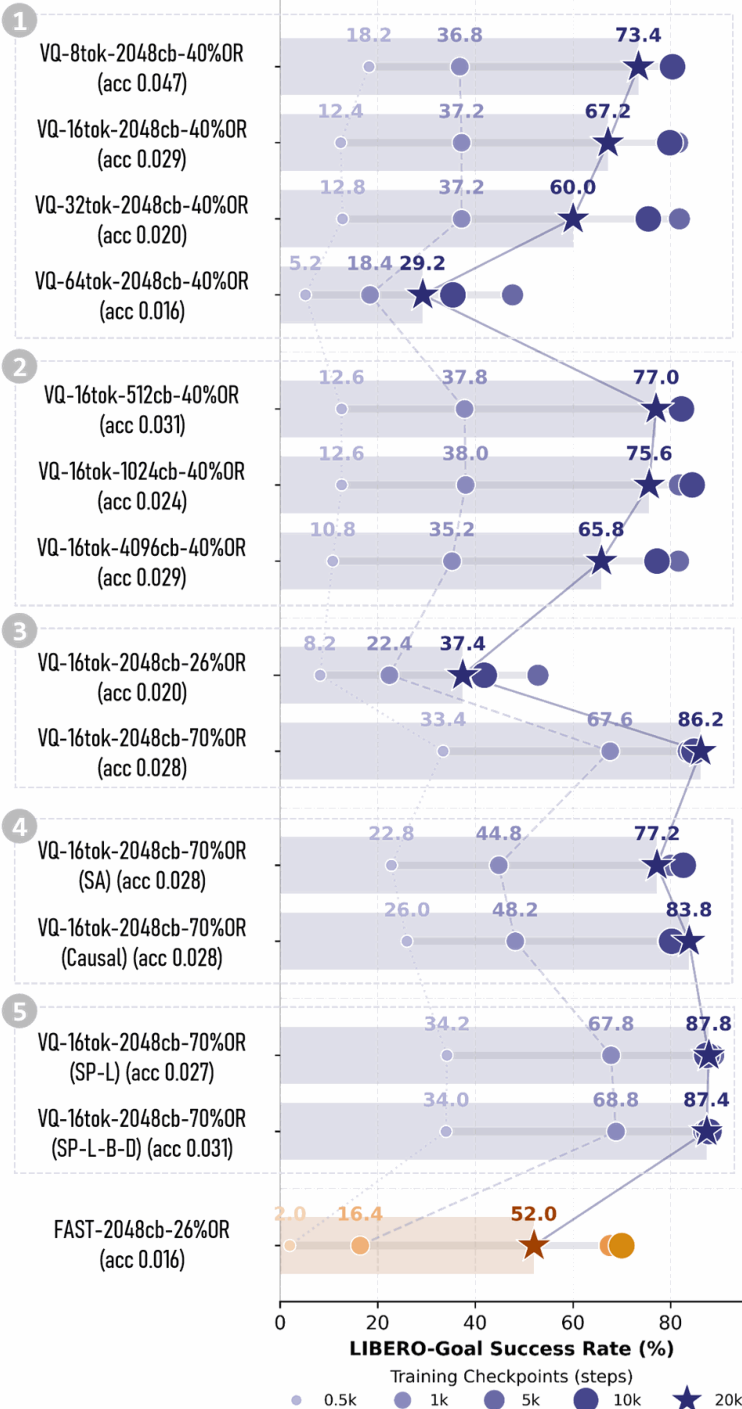 1
18.2 36.8 73.4
VQ-8tok-2048cb-40%OR
(acc 0.047)
12.4 37.2 67.2
VQ-16tok-2048cb-40%OR
(acc 0.029)
12.8 37.2 60.0
VQ-32tok-2048cb-40%OR
(acc 0.020)
5.2 18.4 29.2
VQ-64tok-2048cb-40%OR
(acc 0.016)
2
12.6 37.8 77.0
VQ-16tok-512cb-40%OR
(acc 0.031)
12.6 38.0 75.6
VQ-16tok-1024cb-40%OR
(acc 0.024)
10.8 35.2 65.8
VQ-16tok-4096cb-40%OR
(acc 0.029)
3
8.2 22.4 37.4
VQ-16tok-2048cb-26%OR
(acc 0.020)
33.4 67.6 86.2
VQ-16tok-2048cb-70%OR
(acc 0.028)
4
22.8 44.8 77.2
VQ-16tok-2048cb-70%OR
(SA) (acc 0.028)
26.0 48.2 83.8
VQ-16tok-2048cb-70%OR
(Causal) (acc 0.028)
5
34.2 67.8 87.8
VQ-16tok-2048cb-70%OR
(SP-L) (acc 0.027)
34.0 68.8 87.4
VQ-16tok-2048cb-70%OR
(SP-L-B-D) (acc 0.031)
2.0 16.4 52.0
FAST-2048cb-26%OR
(acc 0.016)
0 20 40 60 80
LIBERO-Goal Success Rate (%)
Training Checkpoints (steps)
0.5k 1k 5k 10k 20k